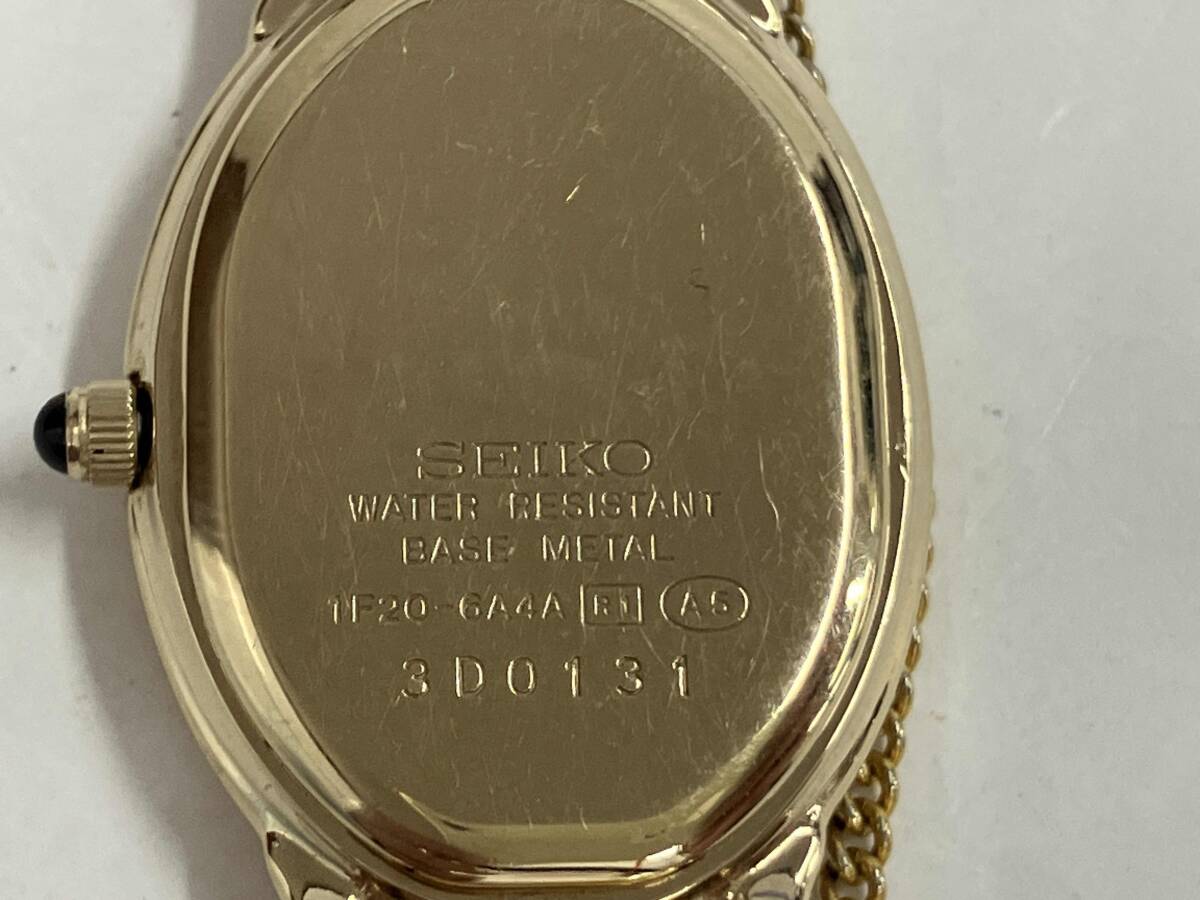 SEIKO
WATER RESISTANT
BASE METAL
1F20-6A4A R1 A5
3D0131